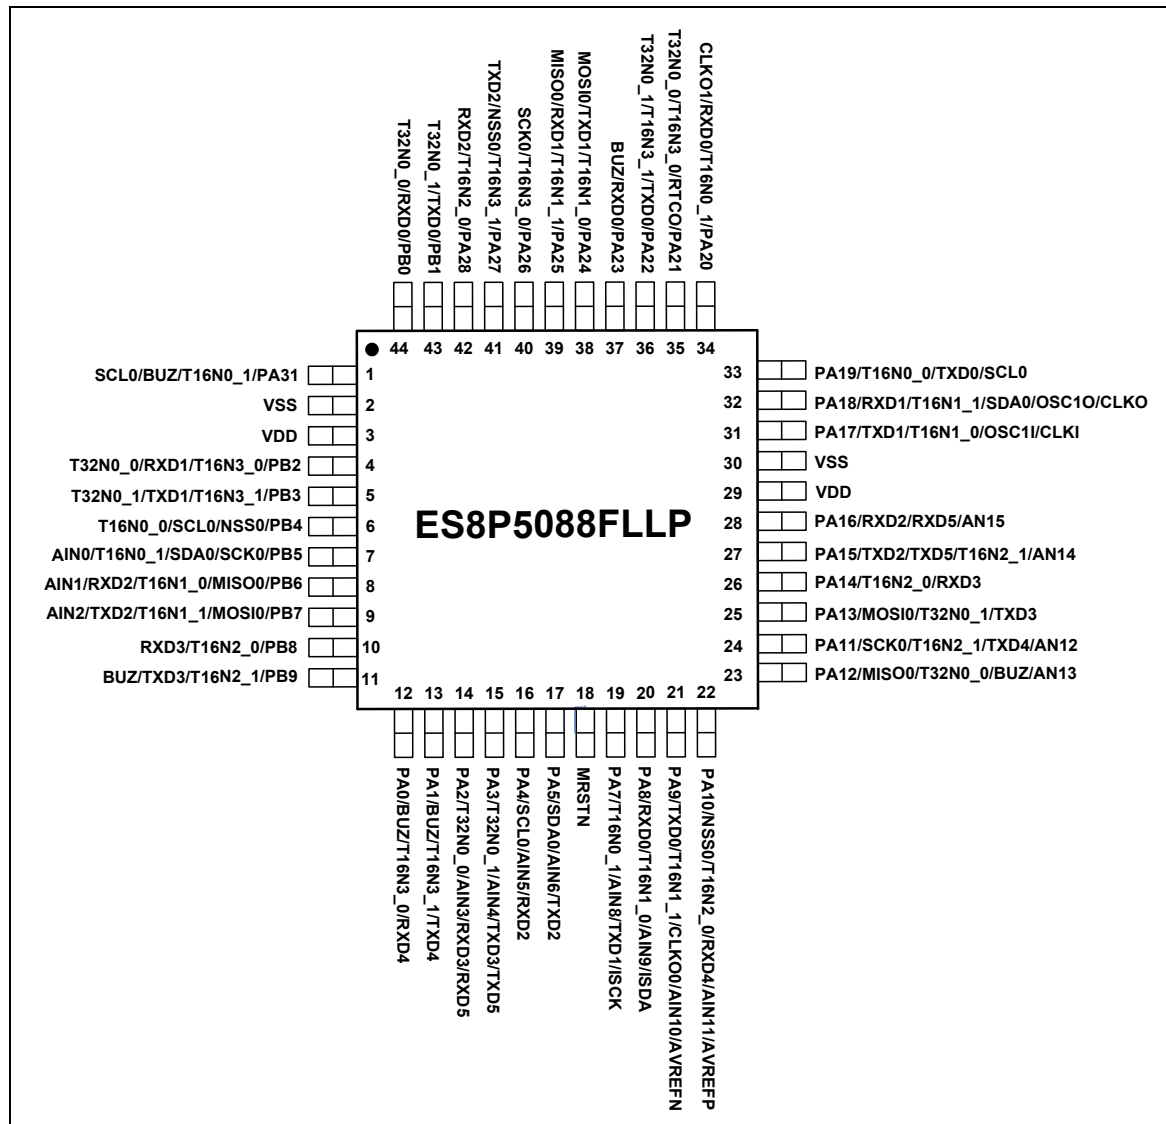 T32N0_0/RXD0/PB0
T32N0_1/TXD0/PB1
RXD2/T16N2_0/PA28
TXD2/NSS0/T16N3_1/PA27
SCK0/T16N3_0/PA26
MISO0/RXD1/T16N1_1/PA25
MOSI0/TXD1/T16N1_0/PA24
BUZ/RXD0/PA23
T32N0_1/T16N3_1/TXD0/PA22
T32N0_0/T16N3_0/RTCO/PA21
CLKO1/RXD0/T16N0_1/PA20
44 43 42 41 40 39 38 37 36 35 34
SCL0/BUZ/T16N0_1/PA31 1
VSS 2
VDD 3
T32N0_0/RXD1/T16N3_0/PB2 4
T32N0_1/TXD1/T16N3_1/PB3 5
T16N0_0/SCL0/NSS0/PB4 6
AIN0/T16N0_1/SDA0/SCK0/PB5 7
AIN1/RXD2/T16N1_0/MISO0/PB6 8
AIN2/TXD2/T16N1_1/MOSI0/PB7 9
RXD3/T16N2_0/PB8 10
BUZ/TXD3/T16N2_1/PB9 11
ES8P5088FLLP
33 PA19/T16N0_0/TXD0/SCL0
32 PA18/RXD1/T16N1_1/SDA0/OSC1O/CLKO
31 PA17/TXD1/T16N1_0/OSC1I/CLKI
30 VSS
29 VDD
28 PA16/RXD2/RXD5/AN15
27 PA15/TXD2/TXD5/T16N2_1/AN14
26 PA14/T16N2_0/RXD3
25 PA13/MOSI0/T32N0_1/TXD3
24 PA11/SCK0/T16N2_1/TXD4/AN12
23 PA12/MISO0/T32N0_0/BUZ/AN13
12 13 14 15 16 17 18 19 20 21 22
PA0/BUZ/T16N3_0/RXD4
PA1/BUZ/T16N3_1/TXD4
PA2/T32N0_0/AIN3/RXD3/RXD5
PA3/T32N0_1/AIN4/TXD3/TXD5
PA4/SCL0/AIN5/RXD2
PA5/SDA0/AIN6/TXD2
MRSTN
PA7/T16N0_1/AIN8/TXD1/ISCK
PA8/RXD0/T16N1_0/AIN9/ISDA
PA9/TXD0/T16N1_1/CLKO0/AIN10/AVREFN
PA10/NSS0/T16N2_0/RXD4/AIN11/AVREFP